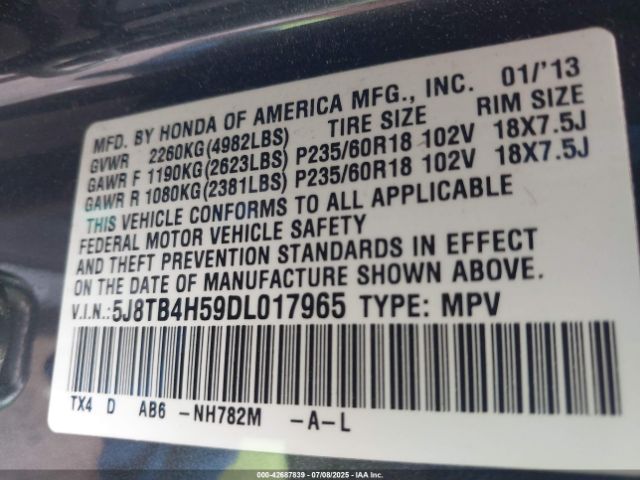 MFD. BY HONDA OF AMERICA MFG., INC. 01/'13
GVWR 2260KG(4982LBS) TIRE SIZE RIM SIZE
GAWR F 1190KG(2623LBS) P235/60R18 102V 18X7.5J
GAWR R 1080KG(2381LBS) P235/60R18 102V 18X7.5J
THIS VEHICLE CONFORMS TO ALL APPLICABLE
FEDERAL MOTOR VEHICLE SAFETY
AND THEFT PREVENTION STANDARDS IN EFFECT
ON THE DATE OF MANUFACTURE SHOWN ABOVE.
V.I.N.:5J8TB4H59DL017965 TYPE: MPV
TX4 D AB6 -NH782M -A-L
000-42687839 - 07/08/2025 - IAAI.COM